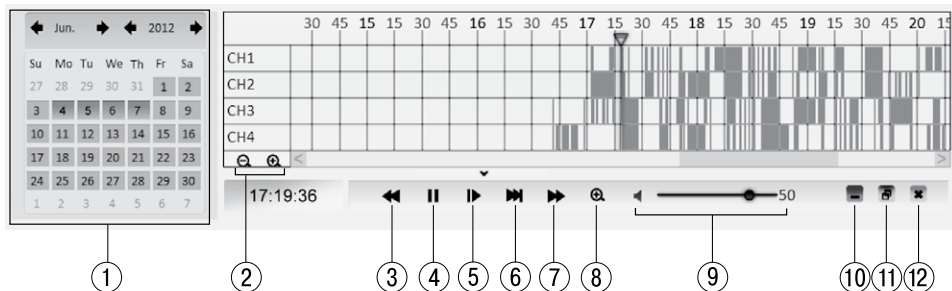 Jun. 2012
Su Mo Tu We Th Fr Sa
27 28 29 30 31 1 2
3 4 5 6 7 8 9
10 11 12 13 14 15 16
17 18 19 20 21 22 23
24 25 26 27 28 29 30
1 2 3 4 5 6 7
30 45 15 15 45 16 15 30 45 17 15 30 45 18 15 30 45 19 15 30 45 20 15
CH1
CH2
CH3
CH4
17:19:36
50
1 2 3 4 5 6 7 8 9 10 11 12